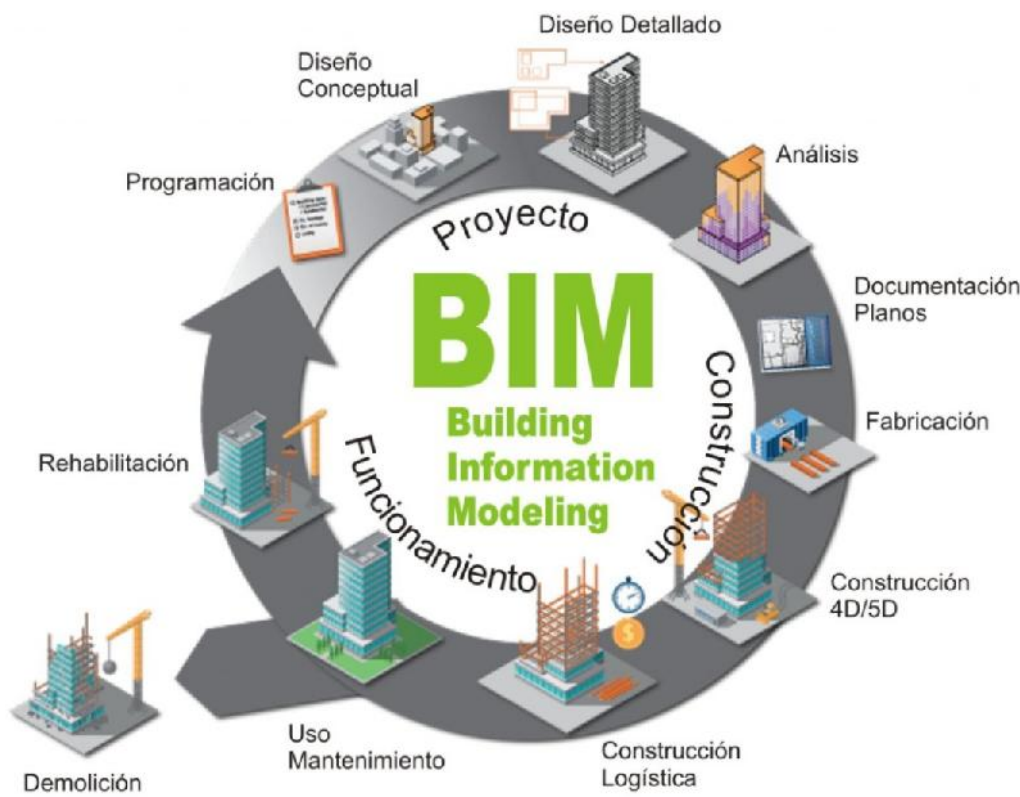 Diseño Detallado
Diseño
Conceptual
Análisis
Programación
Proyecto
BIM
Building
Information
Modeling
Construcción
Funcionamiento
Documentación
Planos
Fabricación
Construcción
4D/5D
Construcción
Logística
Uso
Mantenimiento
Rehabilitación
Demolición
$